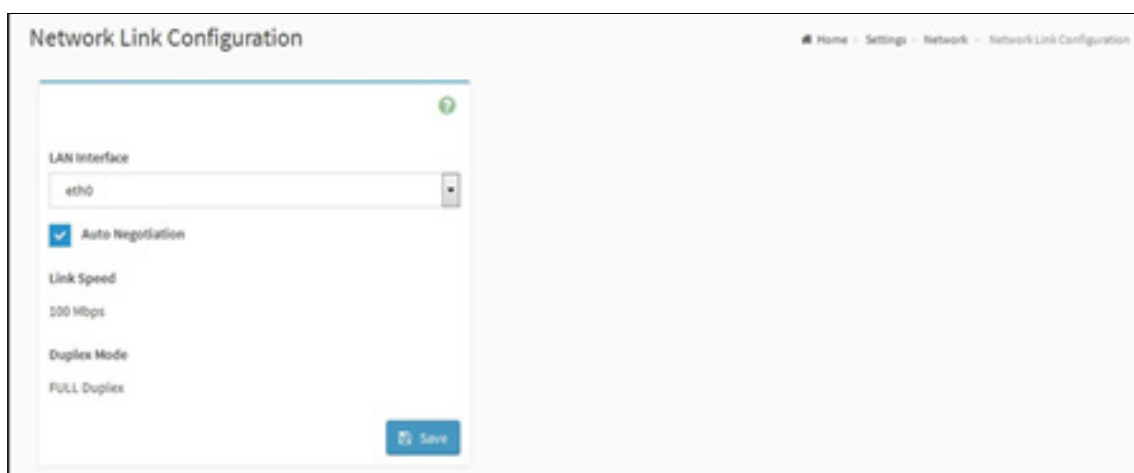 Network Link Configuration
Home - Settings - Network - Network Link Configuration
LAN Interface
eth0
Auto Negotiation
Link Speed
100 Mbps
Duplex Mode
FULL Duplex
Save